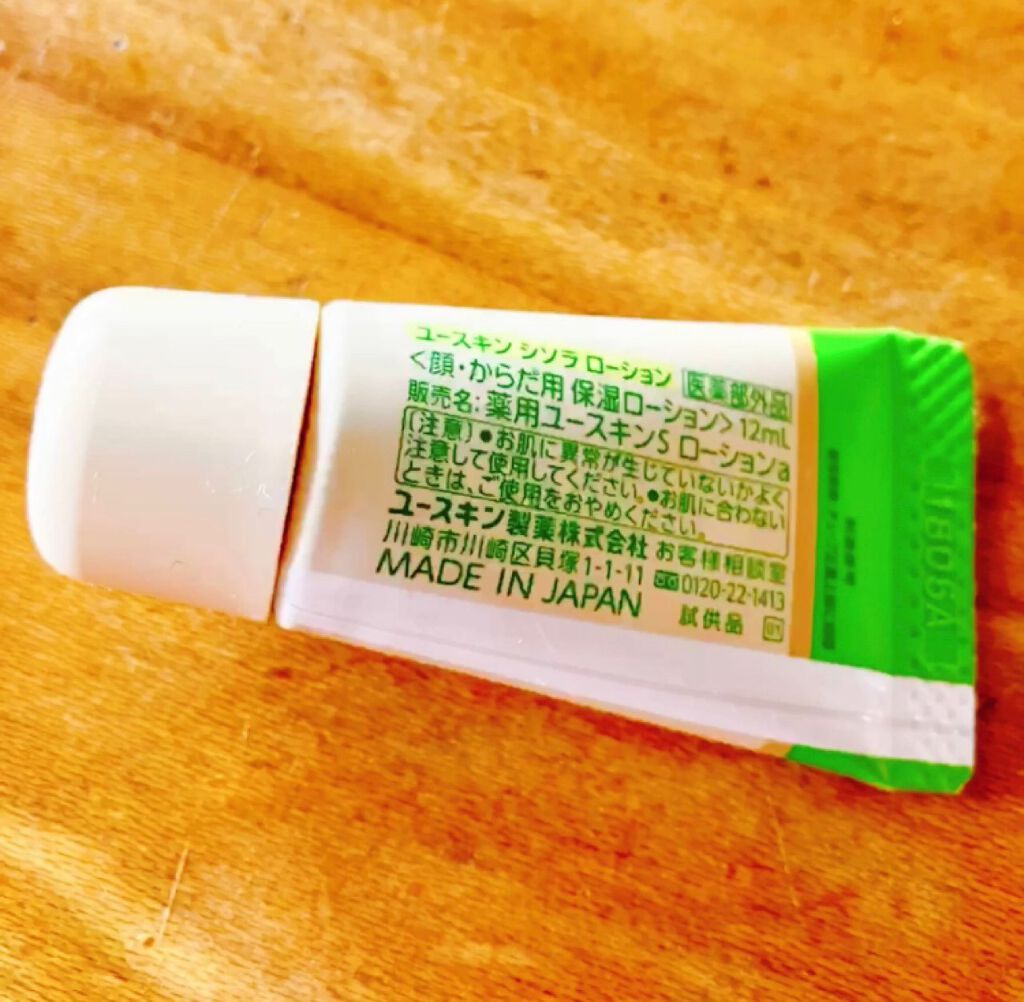 ユースキン シソラ ローション
医薬部外品
<顔・からだ用 保湿ローション> 12mL
販売名: 薬用ユースキンS ローションa
(注意)●お肌に異常が生じていないかよく
注意して使用してください。●お肌に合わない
ときは、ご使用をおやめください。
ユースキン製薬株式会社 お客様相談室
川崎市川崎区貝塚1-1-11 0120-22-1413
MADE IN JAPAN
試供品